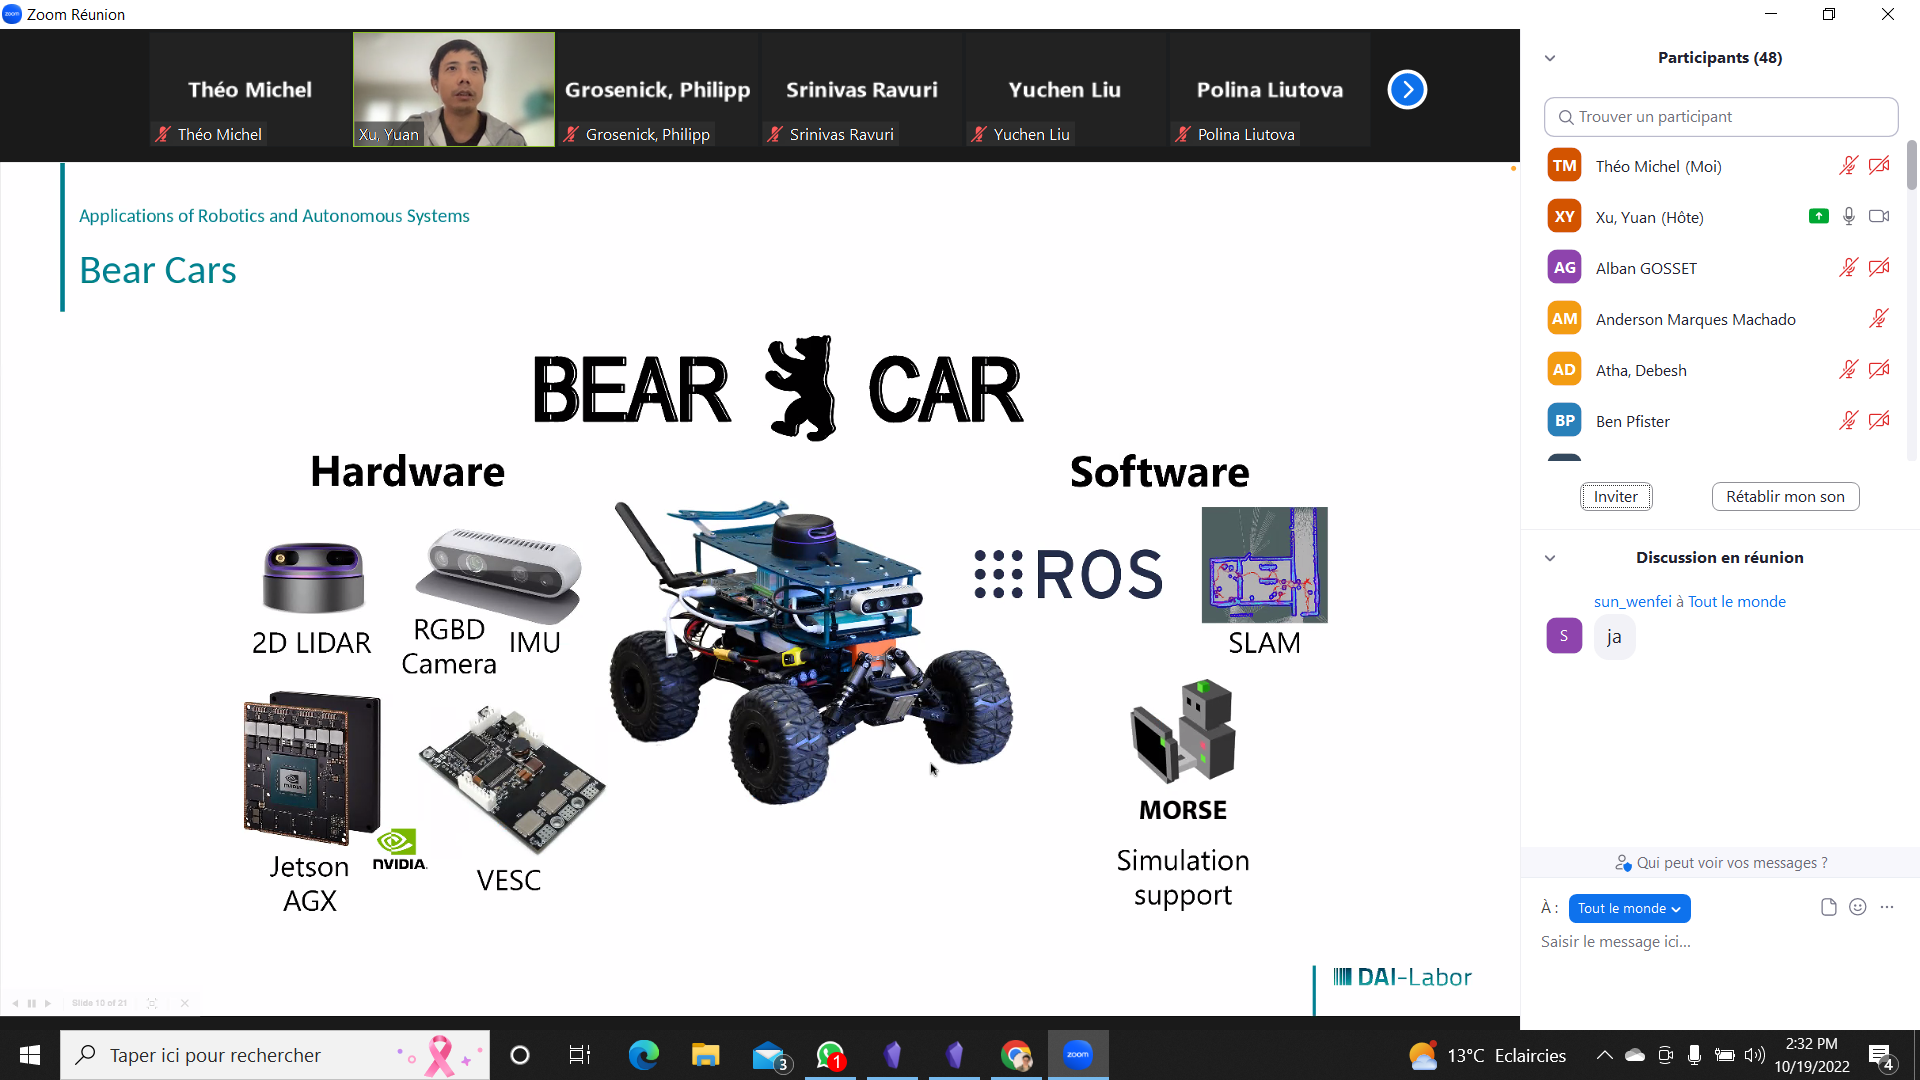 Zoom Réunion
Théo Michel
Grosenick, Philipp
Srinivas Ravuri
Yuchen Liu
Polina Liutova
Théo Michel
Xu, Yuan
Grosenick, Philipp
Srinivas Ravuri
Yuchen Liu
Polina Liutova
Applications of Robotics and Autonomous Systems
Bear Cars
BEAR CAR
Hardware
Software
ROS
2D LIDAR
RGBD
Camera
IMU
SLAM
NVIDIA
Jetson
AGX
NVIDIA.
VESC
MORSE
Simulation
support
DAI-Labor
Slide 10 of 21
Participants (48)
Trouver un participant
TM Théo Michel (Moi)
XY Xu, Yuan (Hôte)
AG Alban GOSSET
AM Anderson Marques Machado
AD Atha, Debesh
BP Ben Pfister
Inviter
Rétablir mon son
Discussion en réunion
sun_wenfei à Tout le monde
S ja
Qui peut voir vos messages ?
À : Tout le monde
Saisir le message ici...
Taper ici pour rechercher
3
1
zoom
13°C Eclaircies
2:32 PM
10/19/2022
4